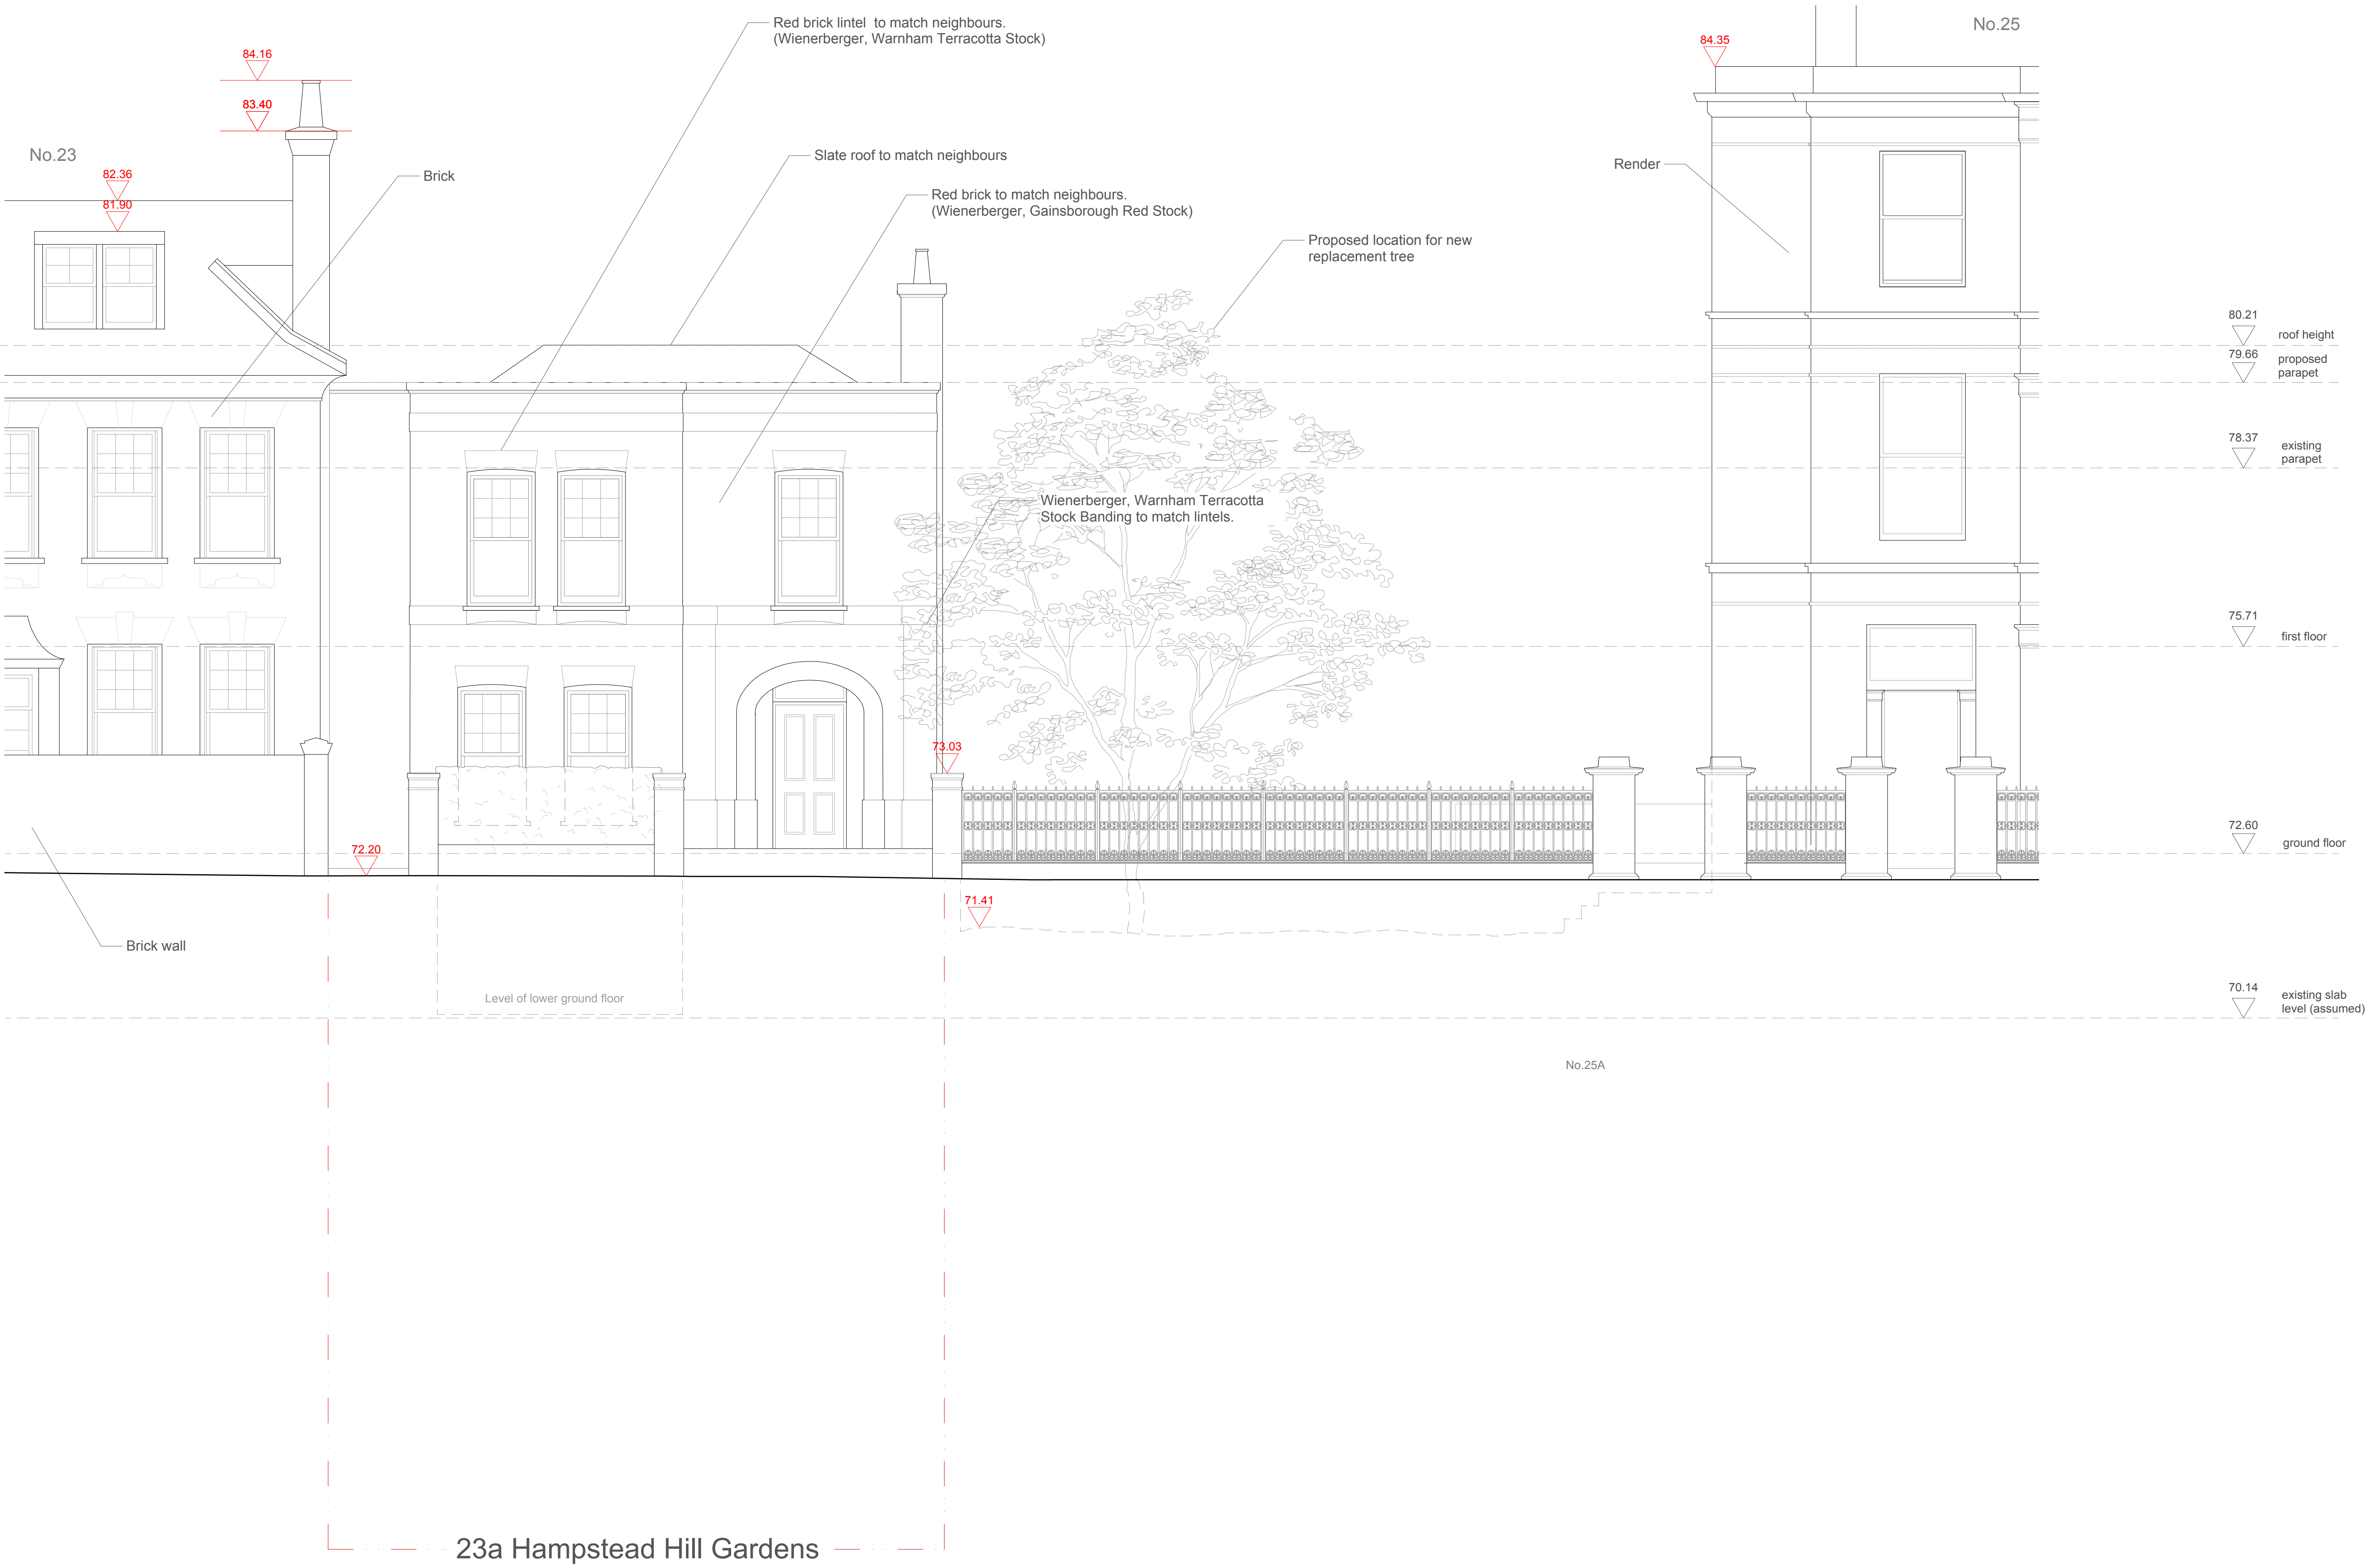 Red brick lintel  to match neighbours.
(Wienerberger, Warnham Terracotta Stock)
No.25
84.35
84.16
83.40
No.23
Slate roof to match neighbours
Render
82.36
Brick
81.90
Red brick to match neighbours.
(Wienerberger, Gainsborough Red Stock)
Proposed location for new
replacement tree
80.21
roof height
79.66
proposed
parapet
78.37
existing
parapet
Wienerberger, Warnham Terracotta
Stock Banding to match lintels.
75.71
first floor
73.03
72.60
ground floor
72.20
71.41
Brick wall
Level of lower ground floor
70.14
existing slab
level (assumed)
No.25A
23a Hampstead Hill Gardens